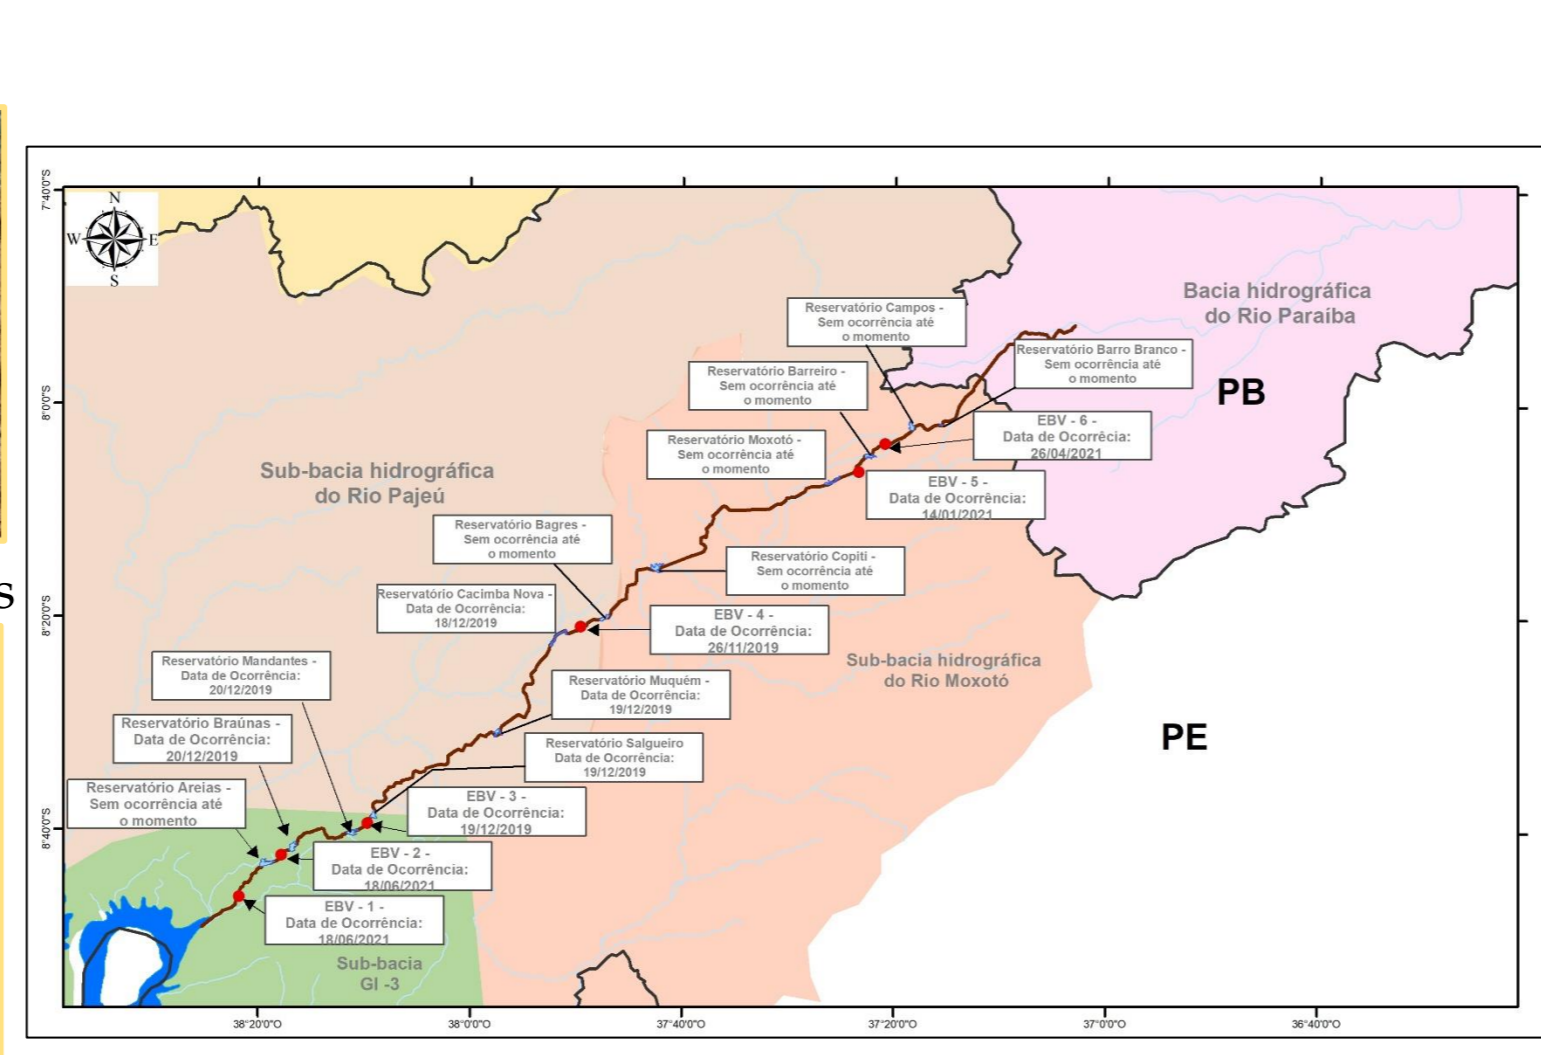 N
W
E
S
7°40'0"S
8°0'0"S
8°20'0"S
8°40'0"S
s
Bacia hidrográfica
do Rio Paraíba
PB
Reservatório Campos -
Sem ocorrência até
o momento
Reservatório Barro Branco -
Sem ocorrência até
o momento
Reservatório Barreiro -
Sem ocorrência até
o momento
EBV - 6 -
Data de Ocorrêcia:
26/04/2021
Reservatório Moxotó -
Sem ocorrência até
o momento
Sub-bacia hidrográfica
do Rio Pajeú
EBV - 5 -
Data de Ocorrência:
14/01/2021
Reservatório Bagres -
Sem ocorrência até
o momento
Reservatório Copiti -
Sem ocorrência até
o momento
Reservatório Cacimba Nova -
Data de Ocorrência:
18/12/2019
EBV - 4 -
Data de Ocorrência:
26/11/2019
Reservatório Mandantes -
Data de Ocorrência:
20/12/2019
Sub-bacia hidrográfica
do Rio Moxotó
Reservatório Muquém -
Data de Ocorrência:
19/12/2019
Reservatório Braúnas -
Data de Ocorrência:
20/12/2019
PE
Reservatório Salgueiro
Data de Ocorrência:
19/12/2019
Reservatório Areias -
Sem ocorrência até
o momento
EBV - 3 -
Data de Ocorrência:
19/12/2019
EBV - 2 -
Data de Ocorrência:
18/06/2021
EBV - 1 -
Data de Ocorrência:
18/06/2021
Sub-bacia
GI -3
38°20'0"O
38°0'0"O
37°40'0"O
37°20'0"O
37°0'0"O
36°40'0"O